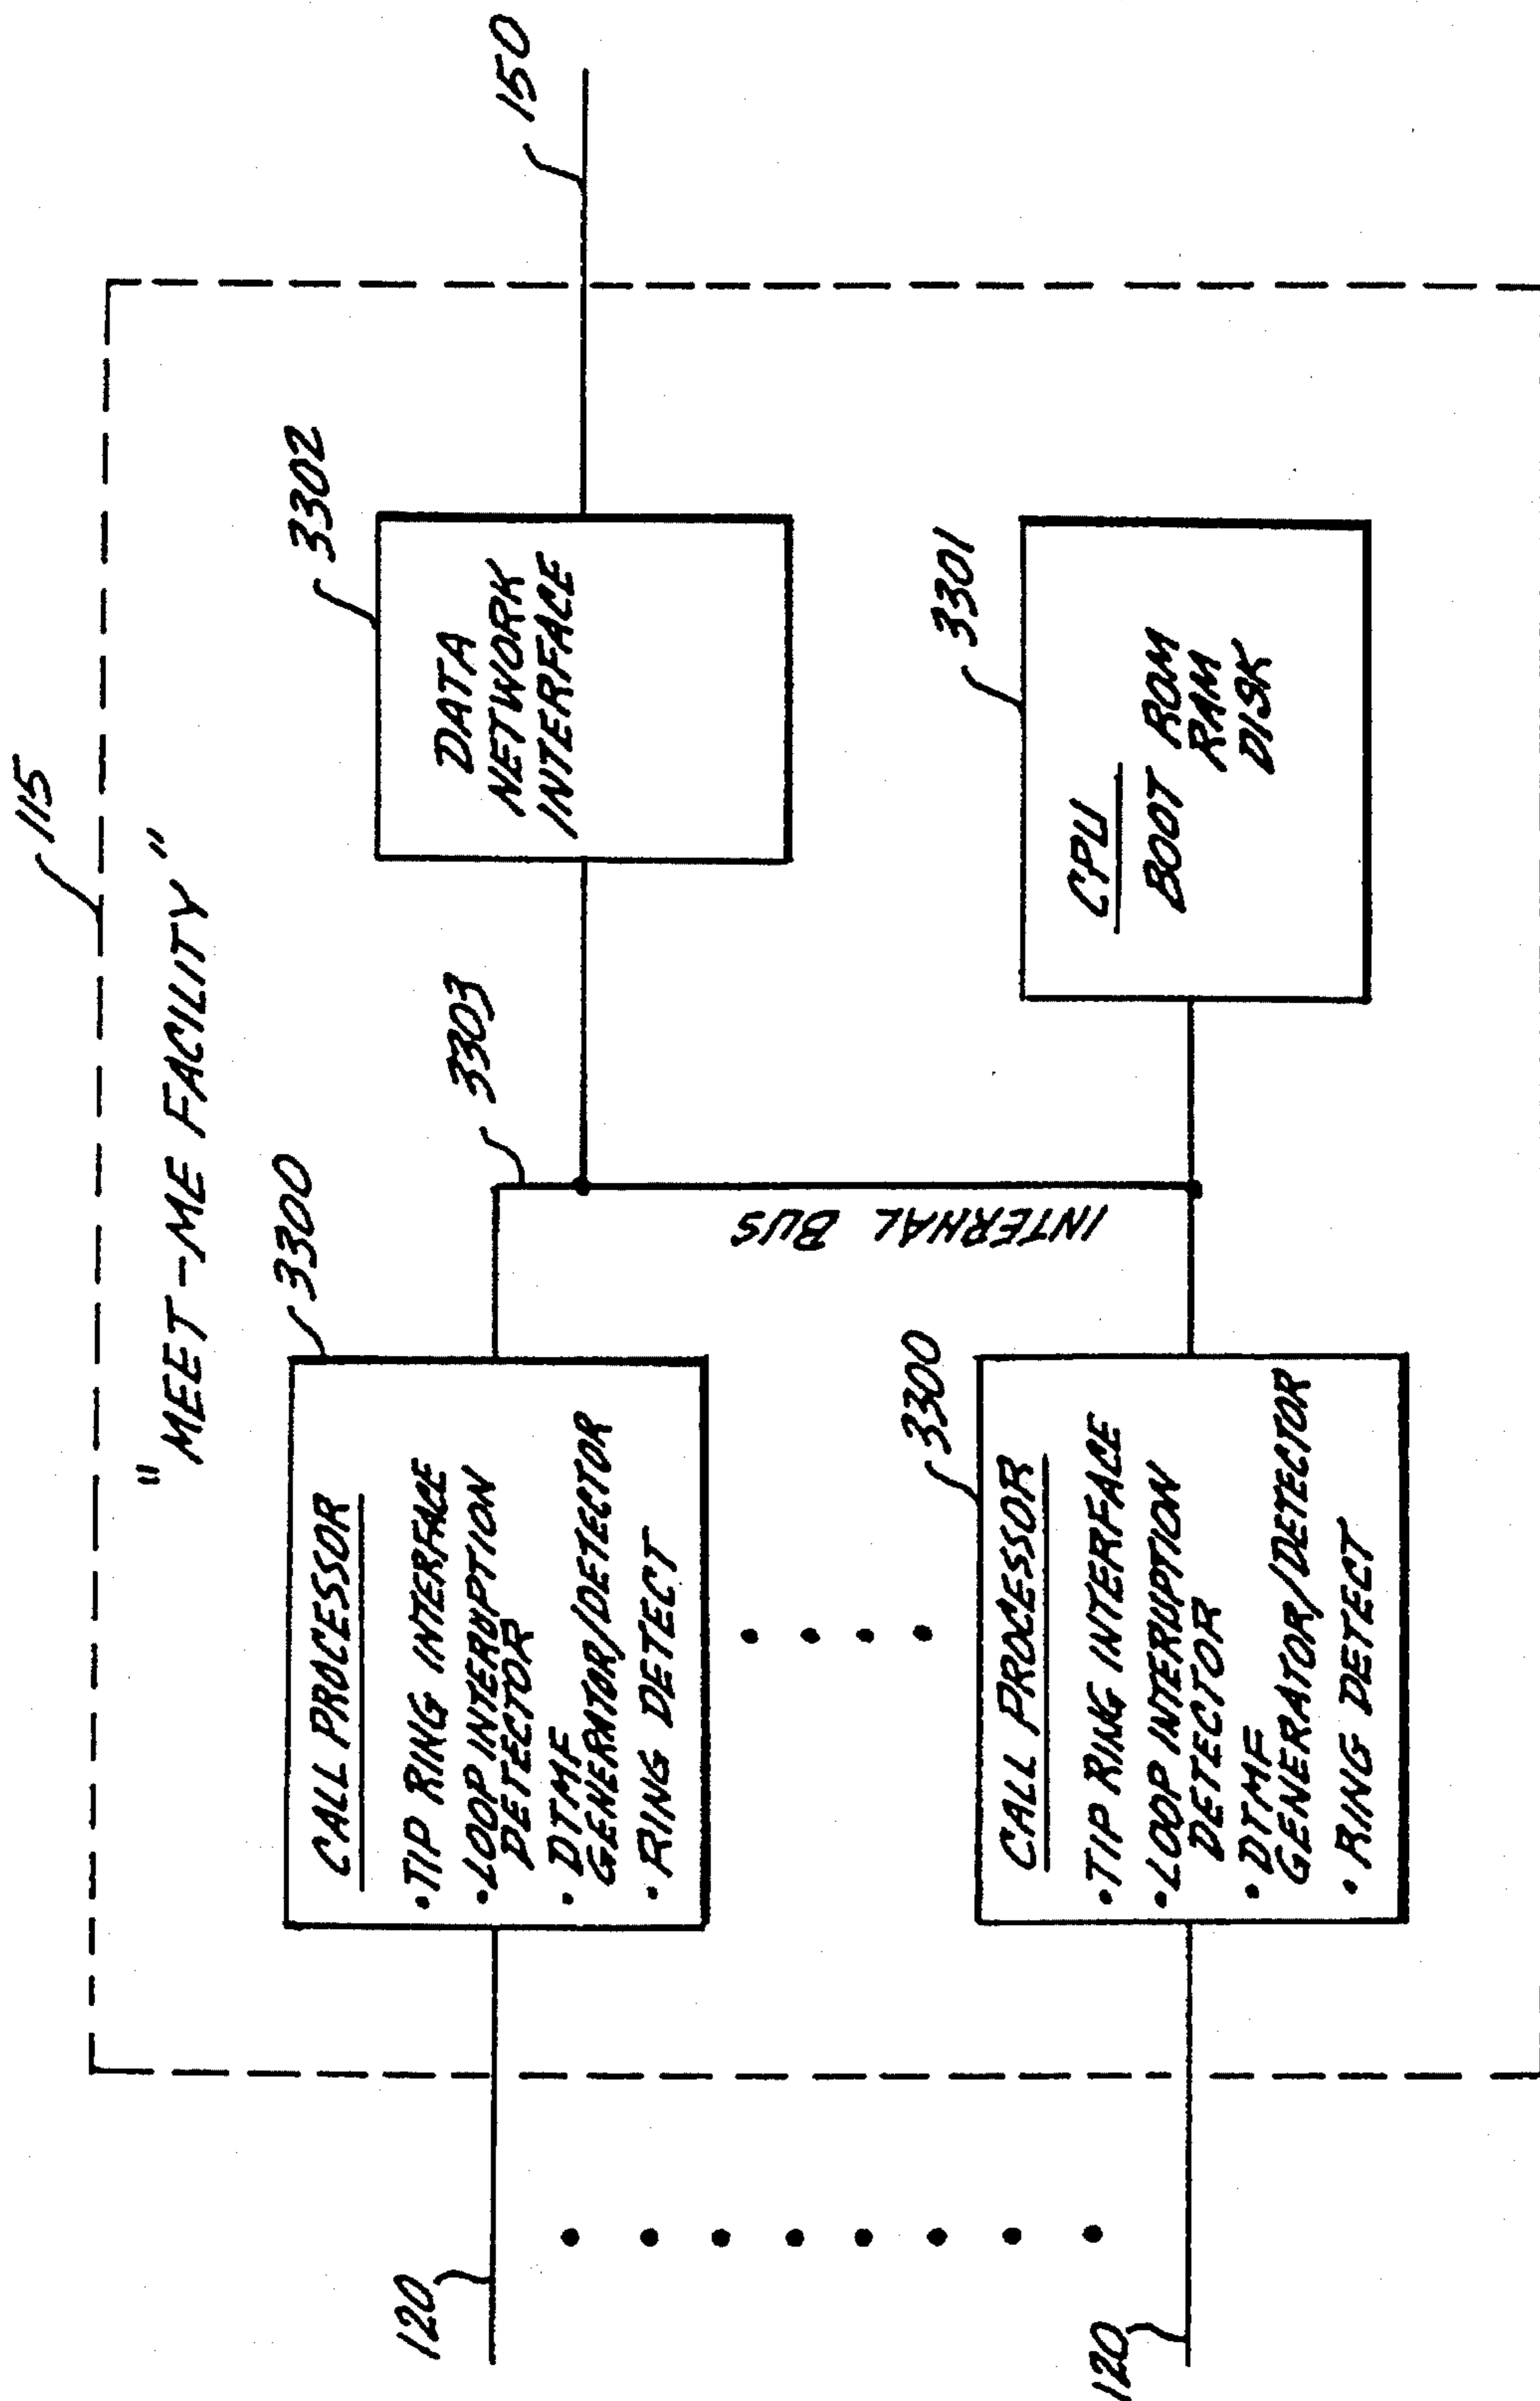 115
"MEET-ME FACILITY"
3300
CALL PROCESSOR
•TIP RING INTERFACE
•LOOP INTERUPTION
DETECTOR
•DTMF
GENERATOR/DETECTOR
•RING DETECT
3303
3302
DATA
NETWORK
INTERFACE
150
120
INTERNAL BUS
3300
CALL PROCESSOR
•TIP RING INTERFACE
•LOOP INTERUPTION
DETECTOR
•DTMF
GENERATOR/DETECTOR
•RING DETECT
3301
CPU
BOOT ROM
RAM
DISK
120